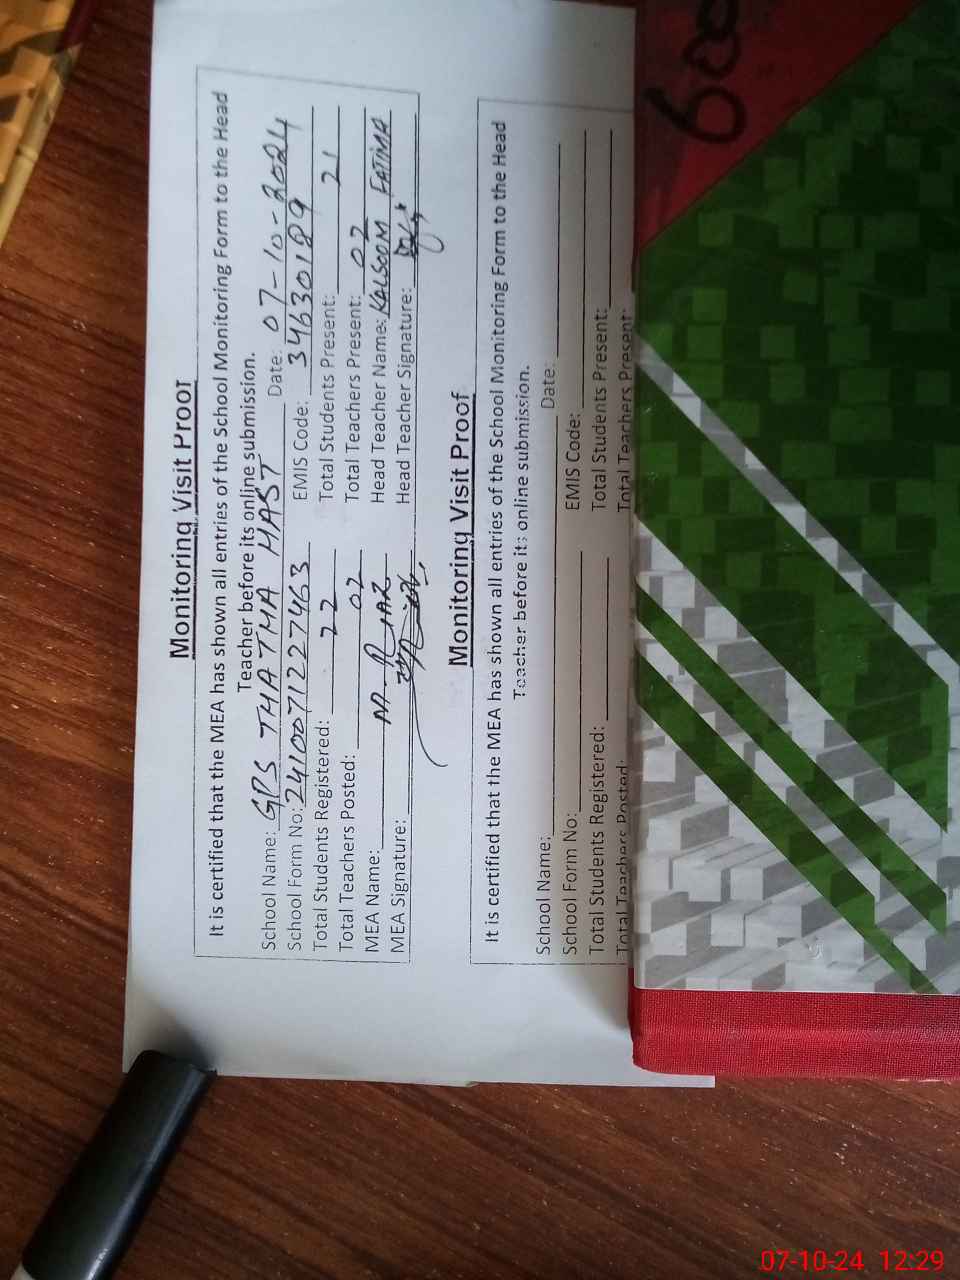 Monitoring Visit Proof
It is certified that the MEA has shown all entries of the School Monitoring Form to the Head
Teacher before its online submission.
School Name: GPS THATHA HAST Date: 07-10-2024
School Form No: 2410071227463 EMIS Code: 34630189
Total Students Registered: 22 Total Students Present: 21
Total Teachers Posted: 02 Total Teachers Present: 02
MEA Name: M. RIAZ Head Teacher Name: KALSOOM FATIMA
MEA Signature: Head Teacher Signature:
Monitoring Visit Proof
It is certified that the MEA has shown all entries of the School Monitoring Form to the Head
Teacher before its online submission.
School Name: Date:
School Form No: EMIS Code:
Total Students Registered: Total Students Present:
Total Teachers Posted: Total Teachers Present:
07-10-24 12:29